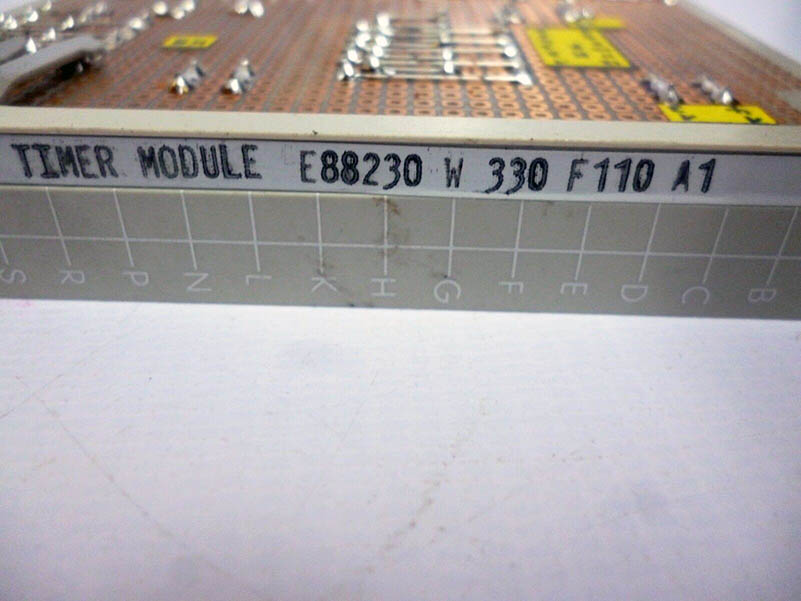 TIMER MODULE E88230 W 330 F110 A1
S R P N L K H G F E D C B